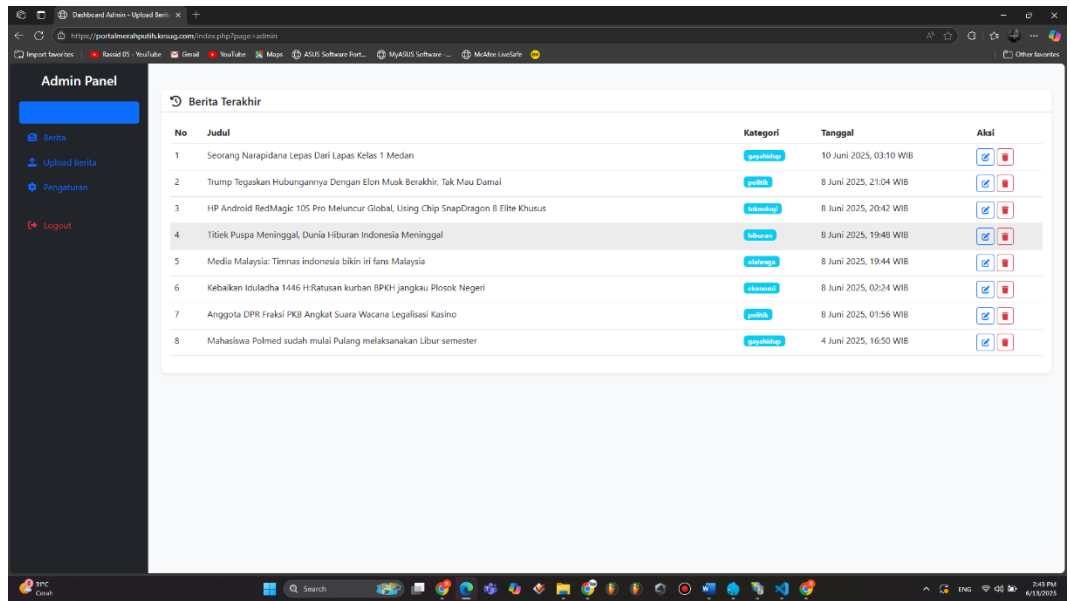 Dashboard Admin - Upload Berit
https://portalmerahputih.kesug.com/index.php?page=admin
Import favorites Rassid 05 - YouTube Gmail YouTube Maps ASUS Software Port... MyASUS Software -... McAfee LiveSafe Other favorites
Admin Panel
Berita
Upload Berita
Pengaturan
Logout
Berita Terakhir
No Judul Kategori Tanggal Aksi
1 Seorang Narapidana Lepas Dari Lapas Kelas 1 Medan gayahidup 10 Juni 2025, 03:10 WIB
2 Trump Tegaskan Hubungannya Dengan Elon Musk Berakhir, Tak Mau Damai politik 8 Juni 2025, 21:04 WIB
3 HP Android RedMagic 10S Pro Meluncur Global, Using Chip SnapDragon 8 Elite Khusus teknologi 8 Juni 2025, 20:42 WIB
4 Titiek Puspa Meninggal, Dunia Hiburan Indonesia Meninggal hiburan 8 Juni 2025, 19:48 WIB
5 Media Malaysia: Timnas indonesia bikin iri fans Malaysia olahraga 8 Juni 2025, 19:44 WIB
6 Kebaikan Iduladha 1446 H:Ratusan kurban BPKH jangkau Plosok Negeri ekonomi 8 Juni 2025, 02:24 WIB
7 Anggota DPR Fraksi PKB Angkat Suara Wacana Legalisasi Kasino politik 8 Juni 2025, 01:56 WIB
8 Mahasiswa Polmed sudah mulai Pulang melaksanakan Libur semester gayahidup 4 Juni 2025, 16:50 WIB
31°C
Cerah
Search
ENG
2:43 PM
6/13/2025